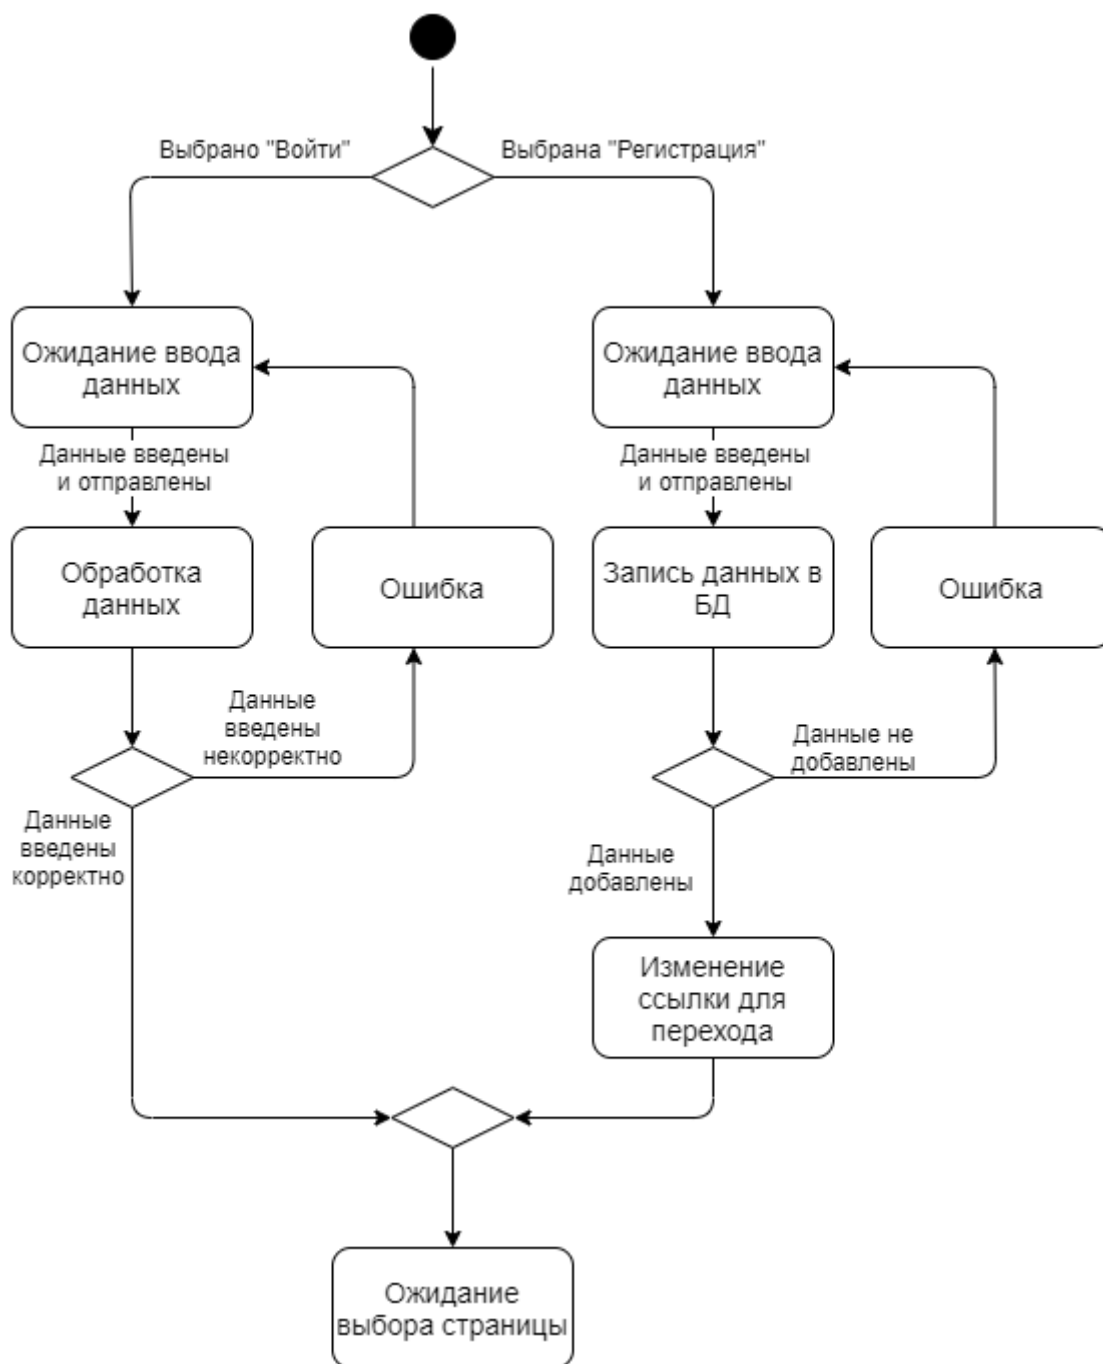 Выбрано "Войти"
Выбрана "Регистрация"
Ожидание ввода
данных
Ожидание ввода
данных
Данные введены
и отправлены
Данные введены
и отправлены
Обработка
данных
Ошибка
Запись данных в
БД
Ошибка
Данные
введены
некорректно
Данные не
добавлены
Данные
введены
корректно
Данные
добавлены
Изменение
ссылки для
перехода
Ожидание
выбора страницы